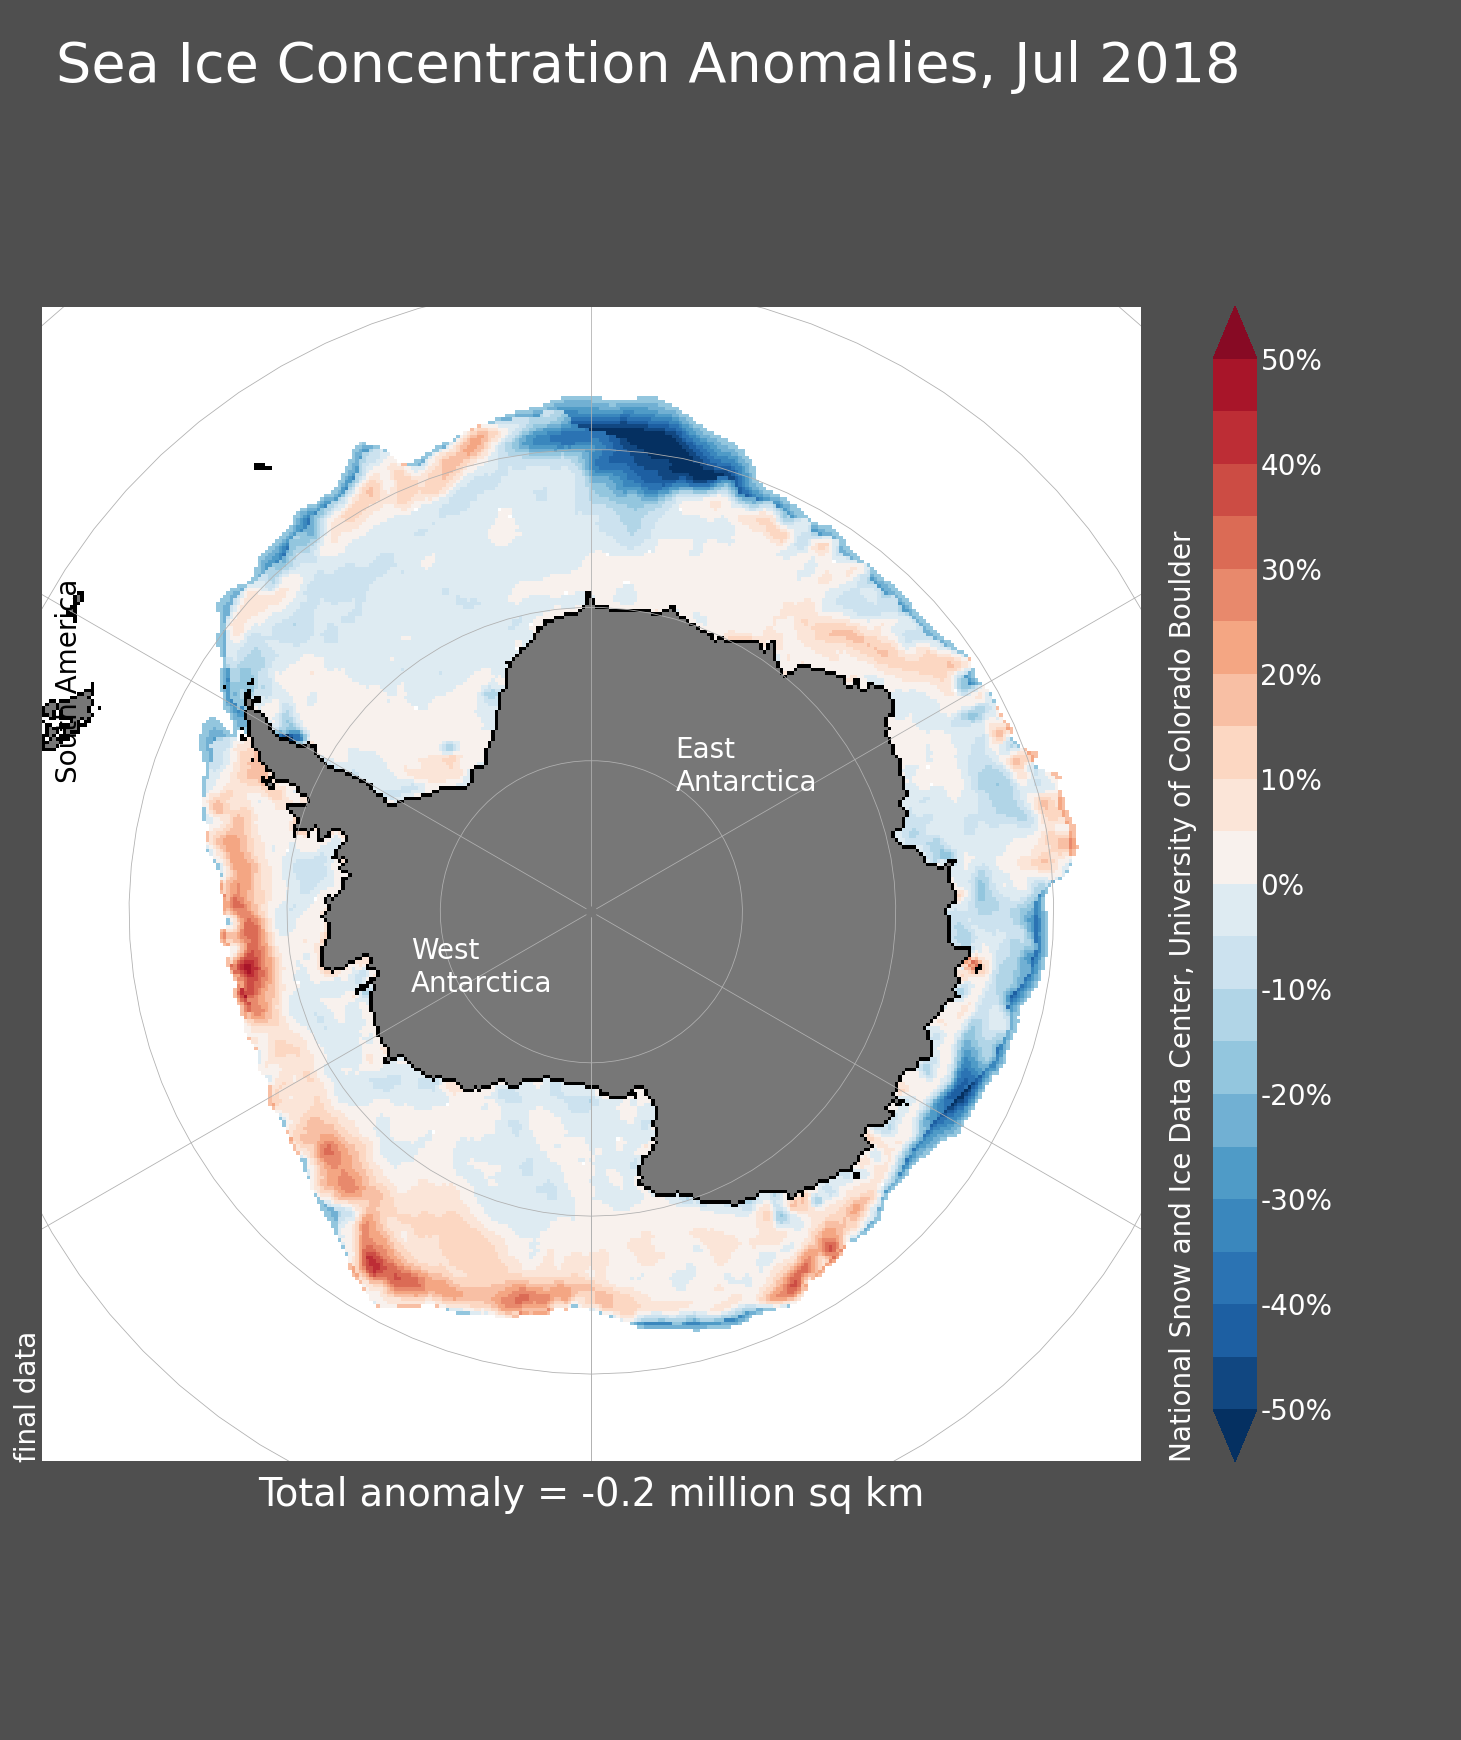 Sea Ice Concentration Anomalies, Jul 2018
South America
East
Antarctica
West
Antarctica
final data
National Snow and Ice Data Center, University of Colorado Boulder
50%
40%
30%
20%
10%
0%
-10%
-20%
-30%
-40%
-50%
Total anomaly = -0.2 million sq km